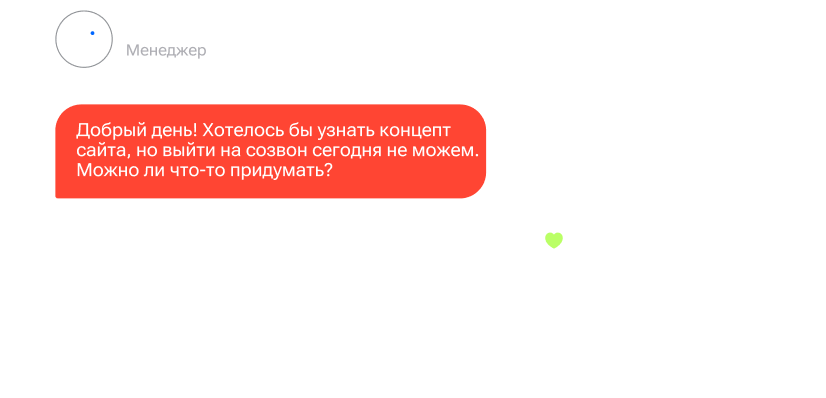 Менеджер
Добрый день! Хотелось бы узнать концепт
сайта, но выйти на созвон сегодня не можем.
Можно ли что-то придумать?